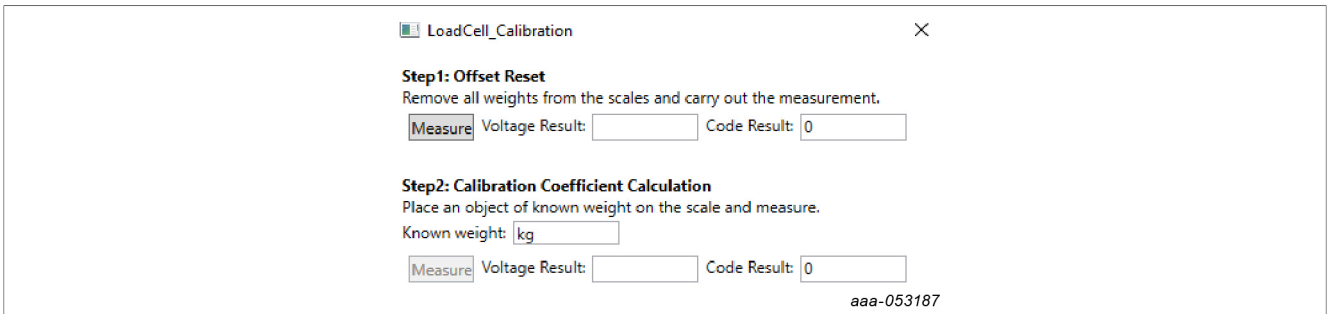 LoadCell_Calibration
Step1: Offset Reset
Remove all weights from the scales and carry out the measurement.
Measure Voltage Result: Code Result: 0
Step2: Calibration Coefficient Calculation
Place an object of known weight on the scale and measure.
Known weight: kg
Measure Voltage Result: Code Result: 0
aaa-053187